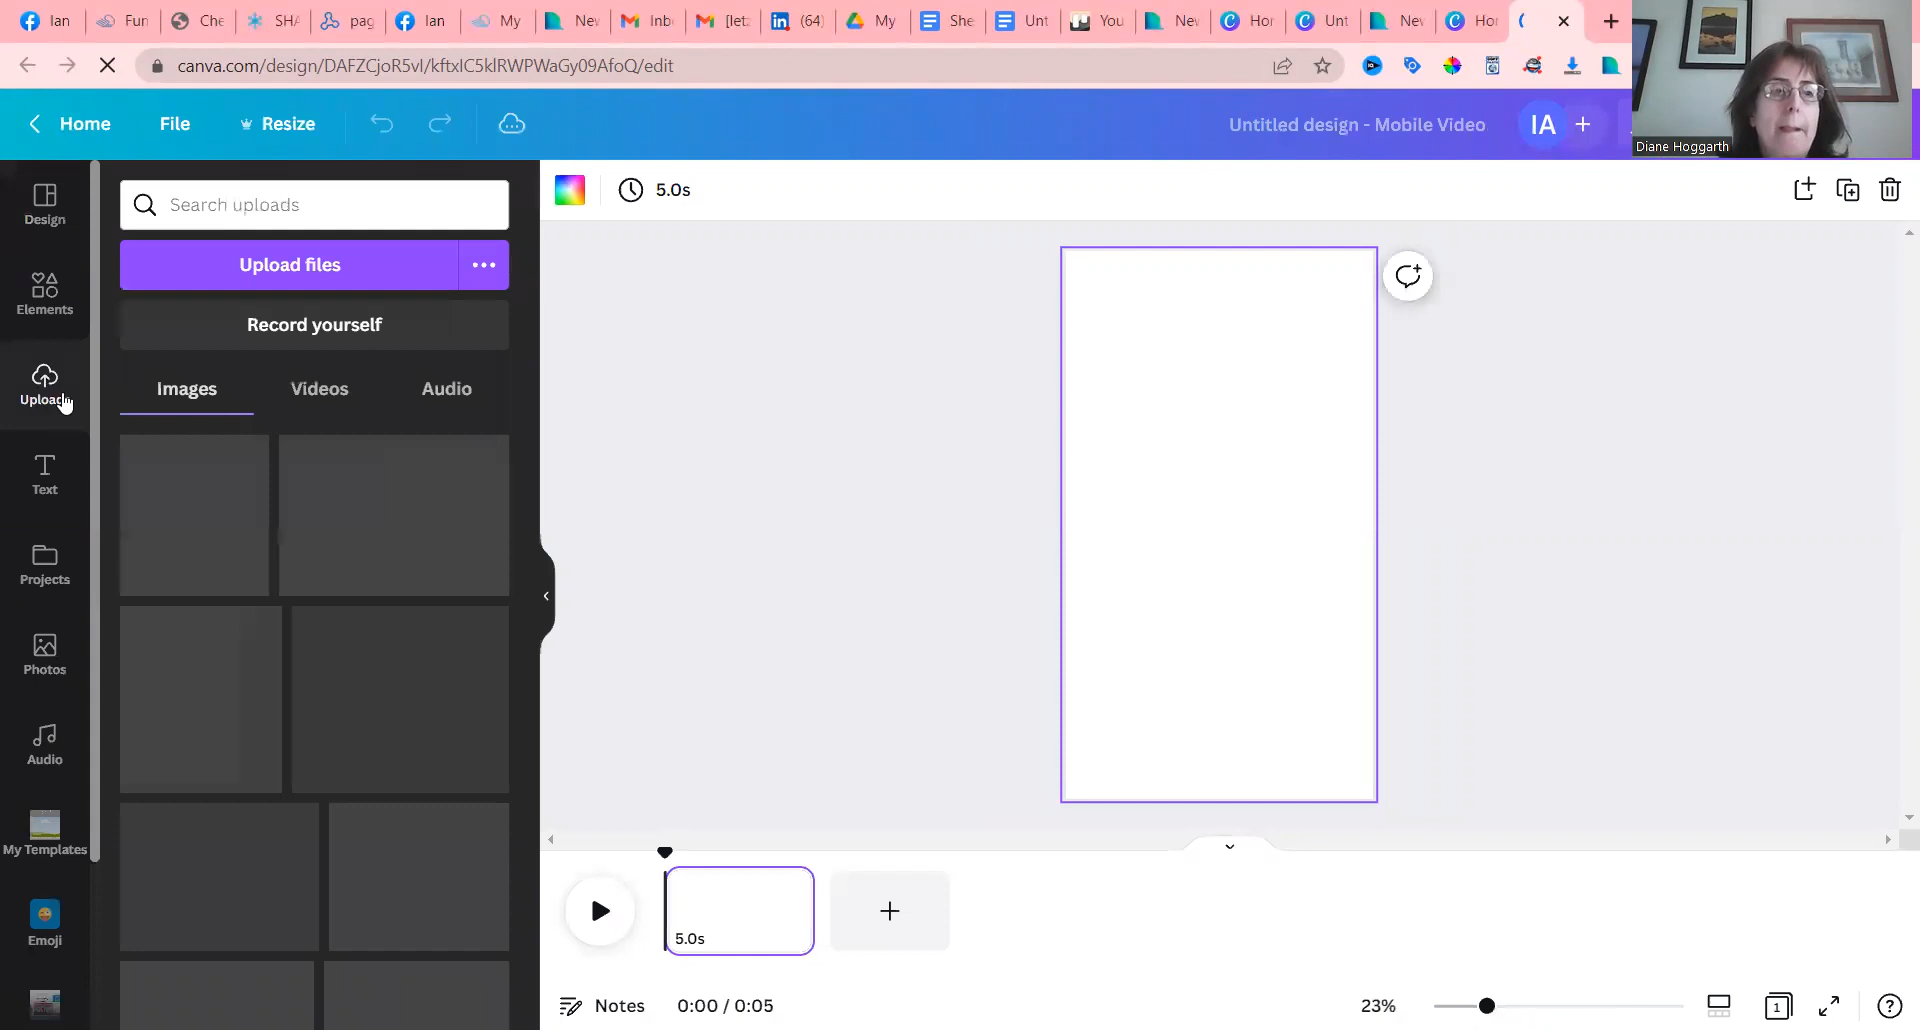 Ian
Fun
Che
SHA
pag
Ian
My
Nev
Inb
[let
(64)
My
She
Unt
You
Nev
Hor
Unt
Nev
Hor
canva.com/design/DAFZCjoR5vI/kftxIC5klRWPWaGy09AfoQ/edit
Home
File
Resize
Untitled design - Mobile Video
IA
Diane Hoggarth
Design
Elements
Uploads
Text
Projects
Photos
Audio
My Templates
Emoji
Search uploads
Upload files
Record yourself
Images
Videos
Audio
5.0s
5.0s
Notes
0:00 / 0:05
23%
1